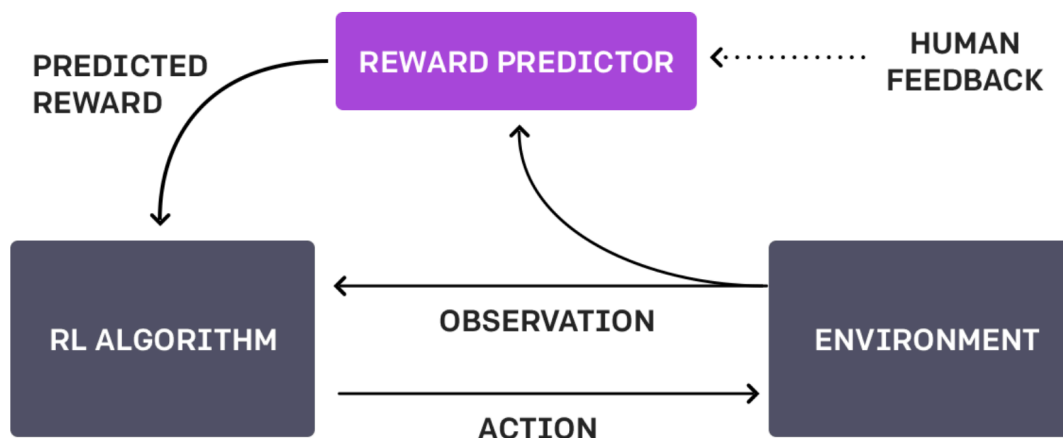 PREDICTED
REWARD
REWARD PREDICTOR
HUMAN
FEEDBACK
RL ALGORITHM
OBSERVATION
ACTION
ENVIRONMENT